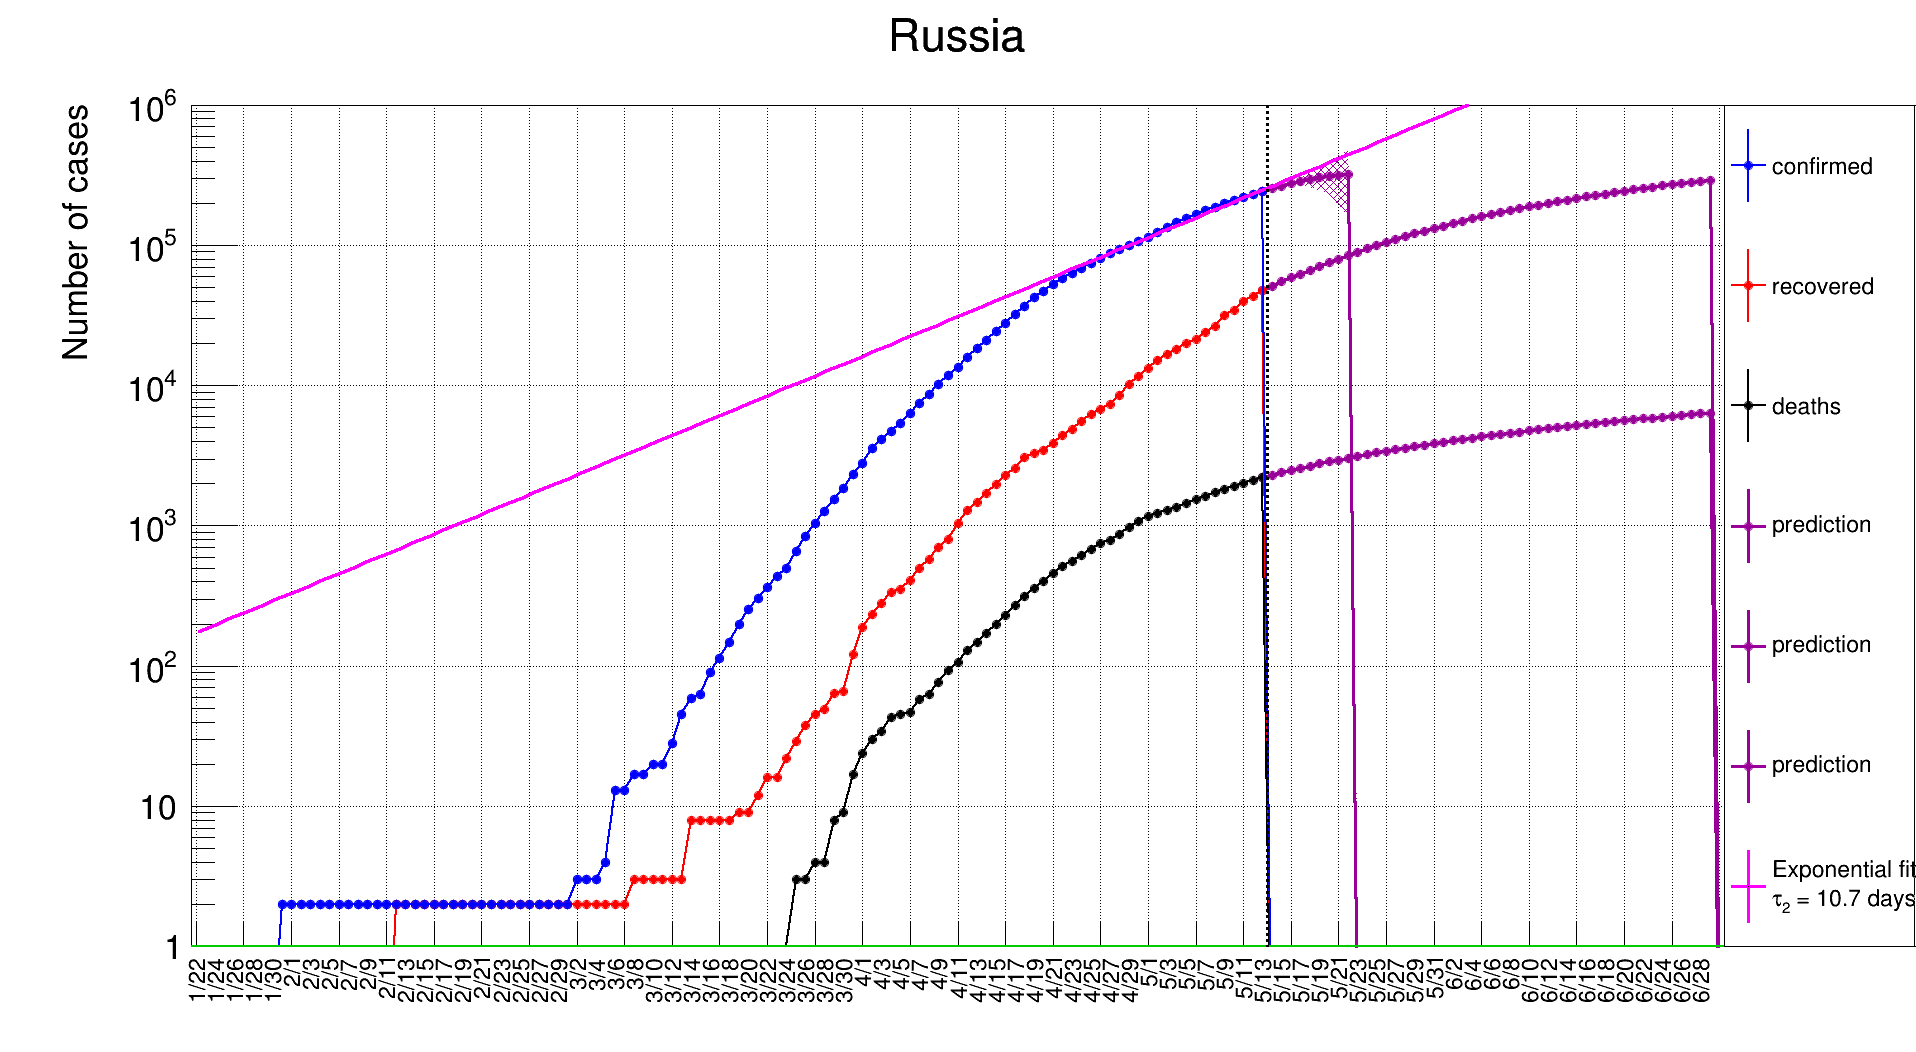 Russia
Number of cases
10^6
10^5
10^4
10^3
10^2
10
1
1/22 1/24 1/26 1/28 1/30 2/1 2/3 2/5 2/7 2/9 2/11 2/13 2/15 2/17 2/19 2/21 2/23 2/25 2/27 2/29 3/2 3/4 3/6 3/8 3/10 3/12 3/14 3/16 3/18 3/20 3/22 3/24 3/26 3/28 3/30 4/1 4/3 4/5 4/7 4/9 4/11 4/13 4/15 4/17 4/19 4/21 4/23 4/25 4/27 4/29 5/1 5/3 5/5 5/7 5/9 5/11 5/13 5/15 5/17 5/19 5/21 5/23 5/25 5/27 5/29 5/31 6/2 6/4 6/6 6/8 6/10 6/12 6/14 6/16 6/18 6/20 6/22 6/24 6/26 6/28
confirmed
recovered
deaths
prediction
prediction
prediction
Exponential fit
τ₂ = 10.7 days